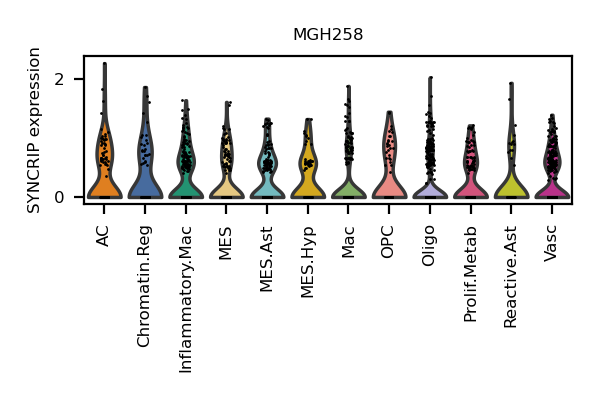 MGH258
SYNCRIP expression
2
0
AC
Chromatin.Reg
Inflammatory.Mac
MES
MES.Ast
MES.Hyp
Mac
OPC
Oligo
Prolif.Metab
Reactive.Ast
Vasc